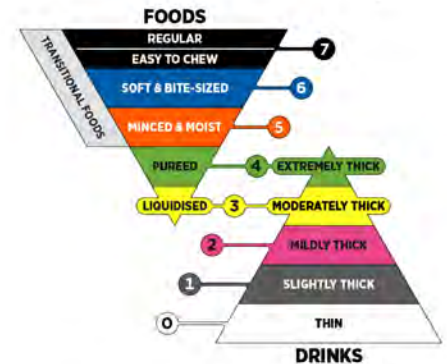 FOODS
REGULAR
7
EASY TO CHEW
TRANSITIONAL FOODS
SOFT & BITE-SIZED
6
MINCED & MOIST
5
PUREED
4
EXTREMELY THICK
LIQUIDISED
3
MODERATELY THICK
2
MILDLY THICK
1
SLIGHTLY THICK
0
THIN
DRINKS